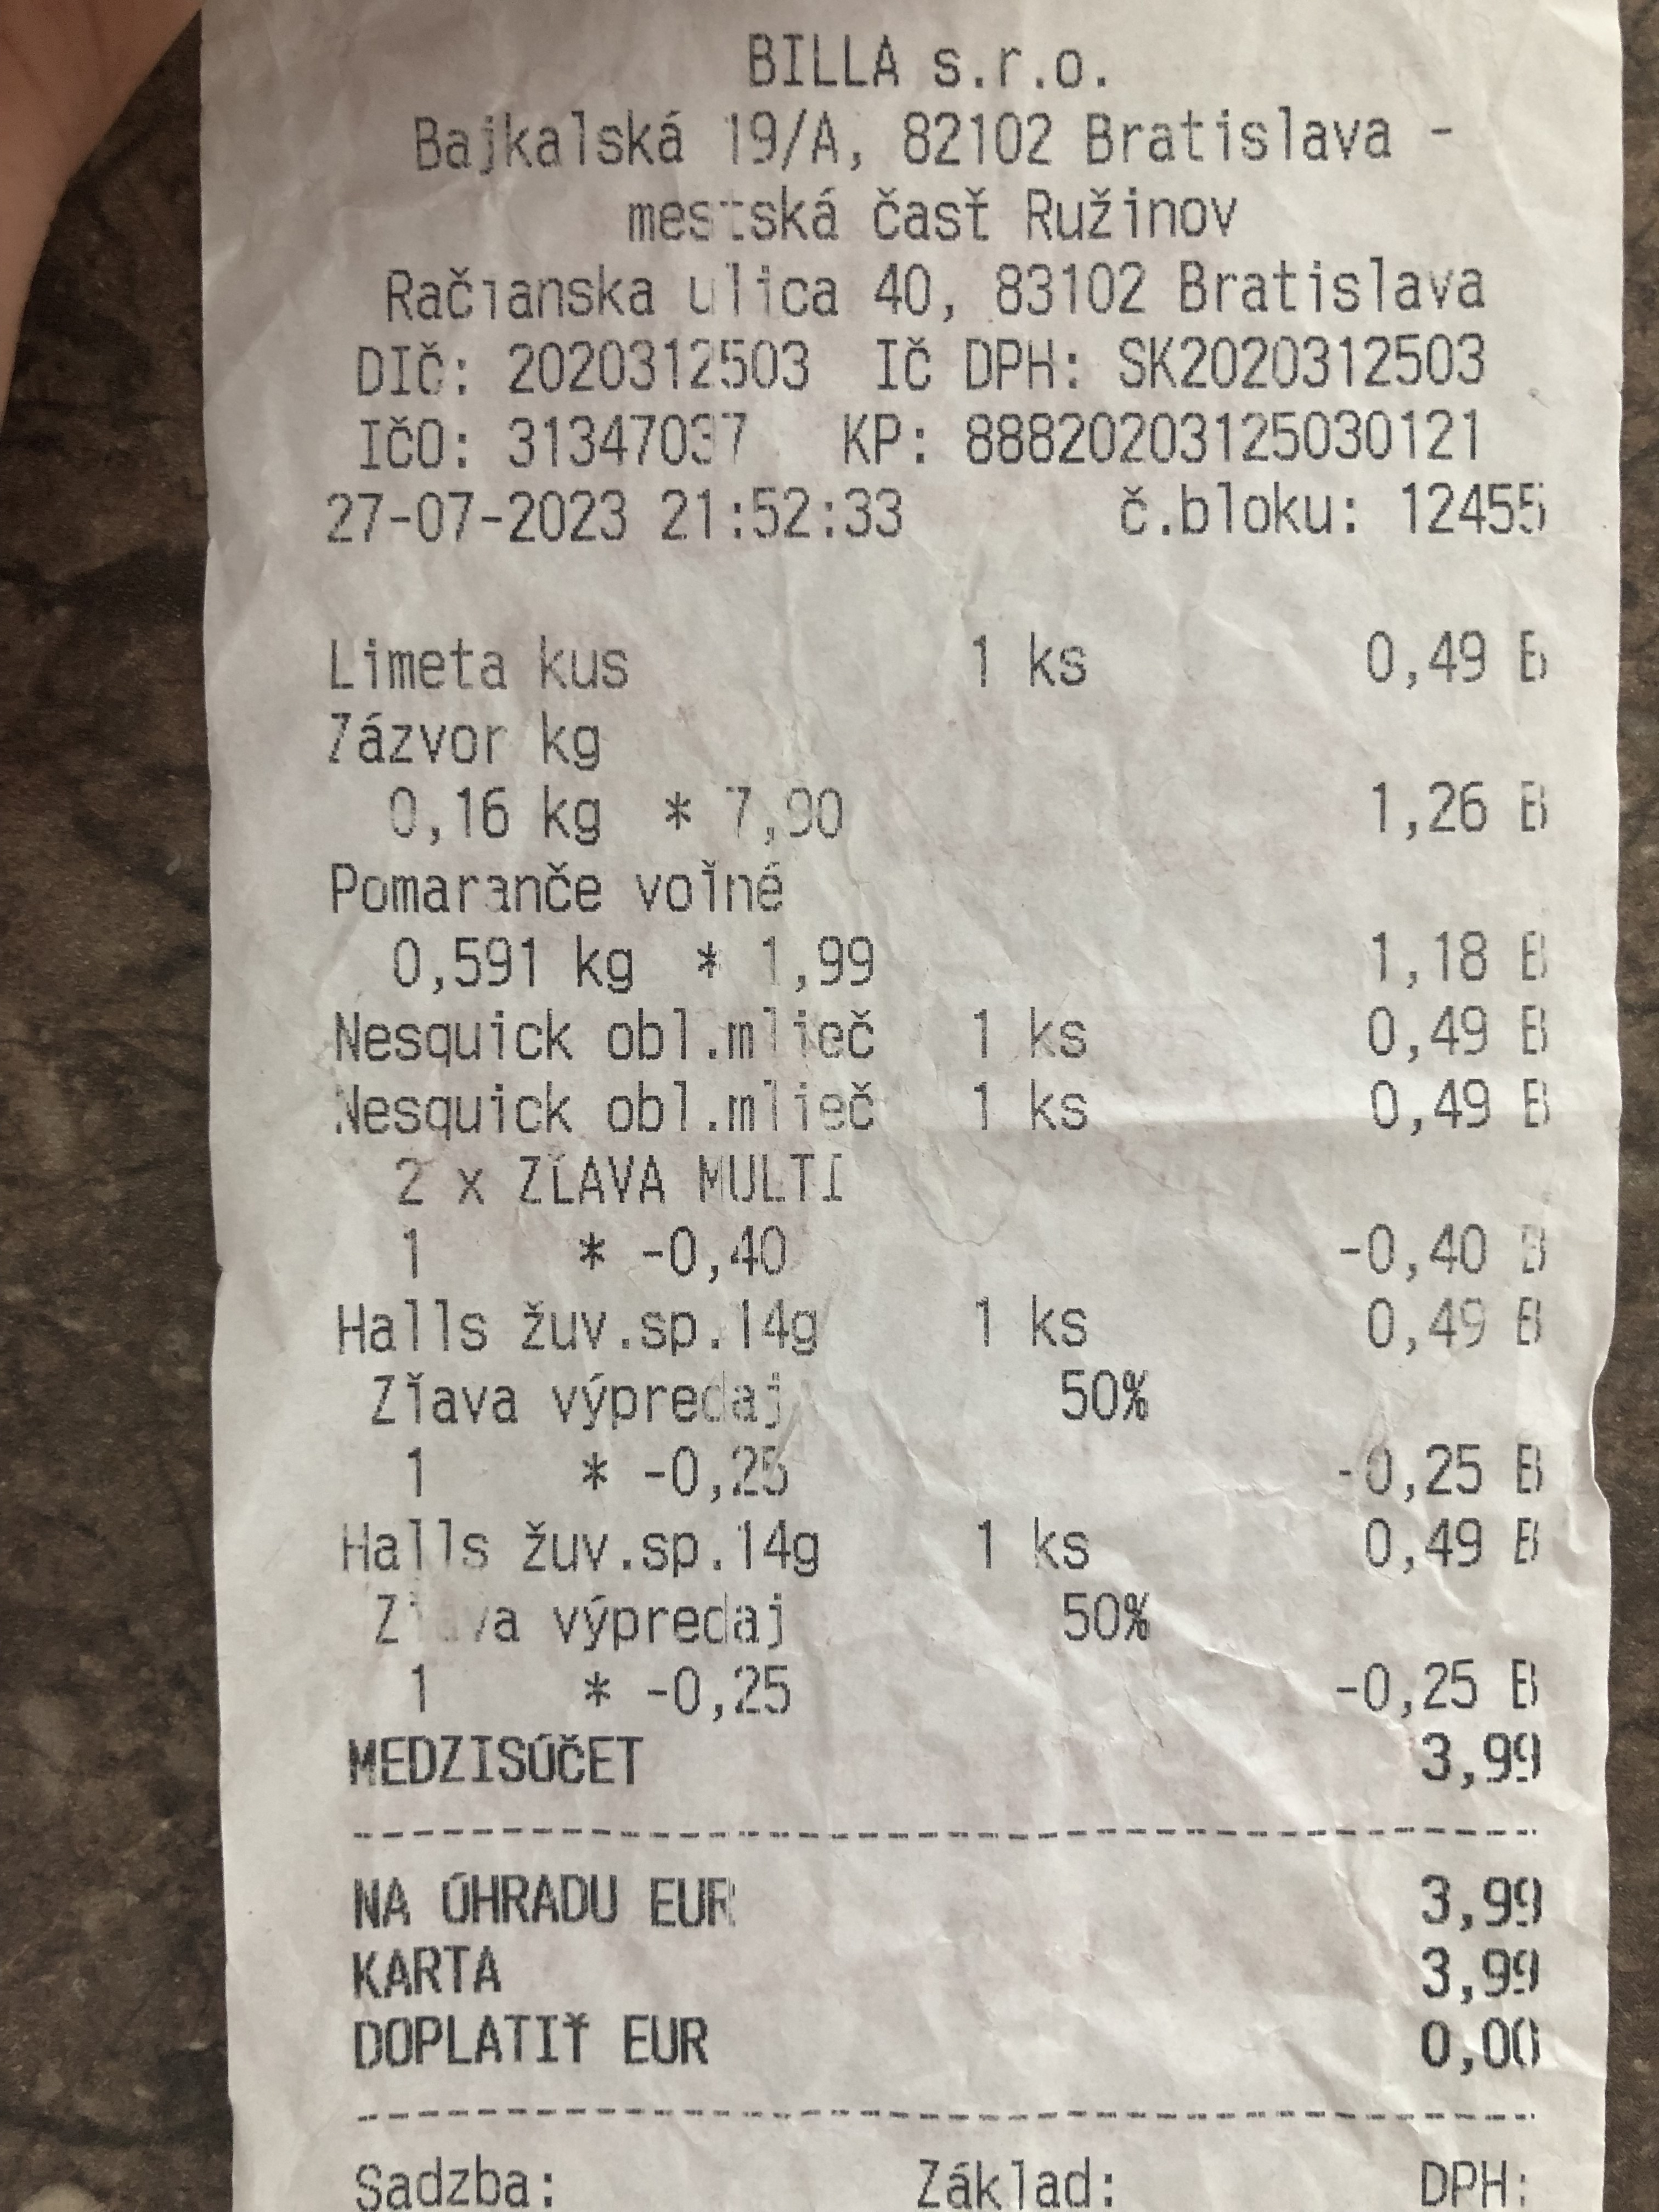 BILLA s.r.o.
Bajkalská 19/A, 82102 Bratislava -
mestská časť Ružinov
Račianska ulica 40, 83102 Bratislava
DIČ: 2020312503 IČ DPH: SK2020312503
IČO: 31347037 KP: 88820203125030121
27-07-2023 21:52:33 č.bloku: 12455
Limeta kus 1 ks 0,49 B
Zázvor kg
0,16 kg * 7,90 1,26 B
Pomaranče voľné
0,591 kg * 1,99 1,18 B
Nesquick obl.mlieč 1 ks 0,49 B
Nesquick obl.mlieč 1 ks 0,49 B
2 x ZĽAVA MULTI
1 * -0,40 -0,40 B
Halls žuv.sp.14g 1 ks 0,49 B
Zľava výpredaj 50%
1 * -0,25 -0,25 B
Halls žuv.sp.14g 1 ks 0,49 B
Zľava výpredaj 50%
1 * -0,25 -0,25 B
MEDZISÚČET 3,99
NA ÚHRADU EUR 3,99
KARTA 3,99
DOPLATIŤ EUR 0,00
Sadzba: Základ: DPH: